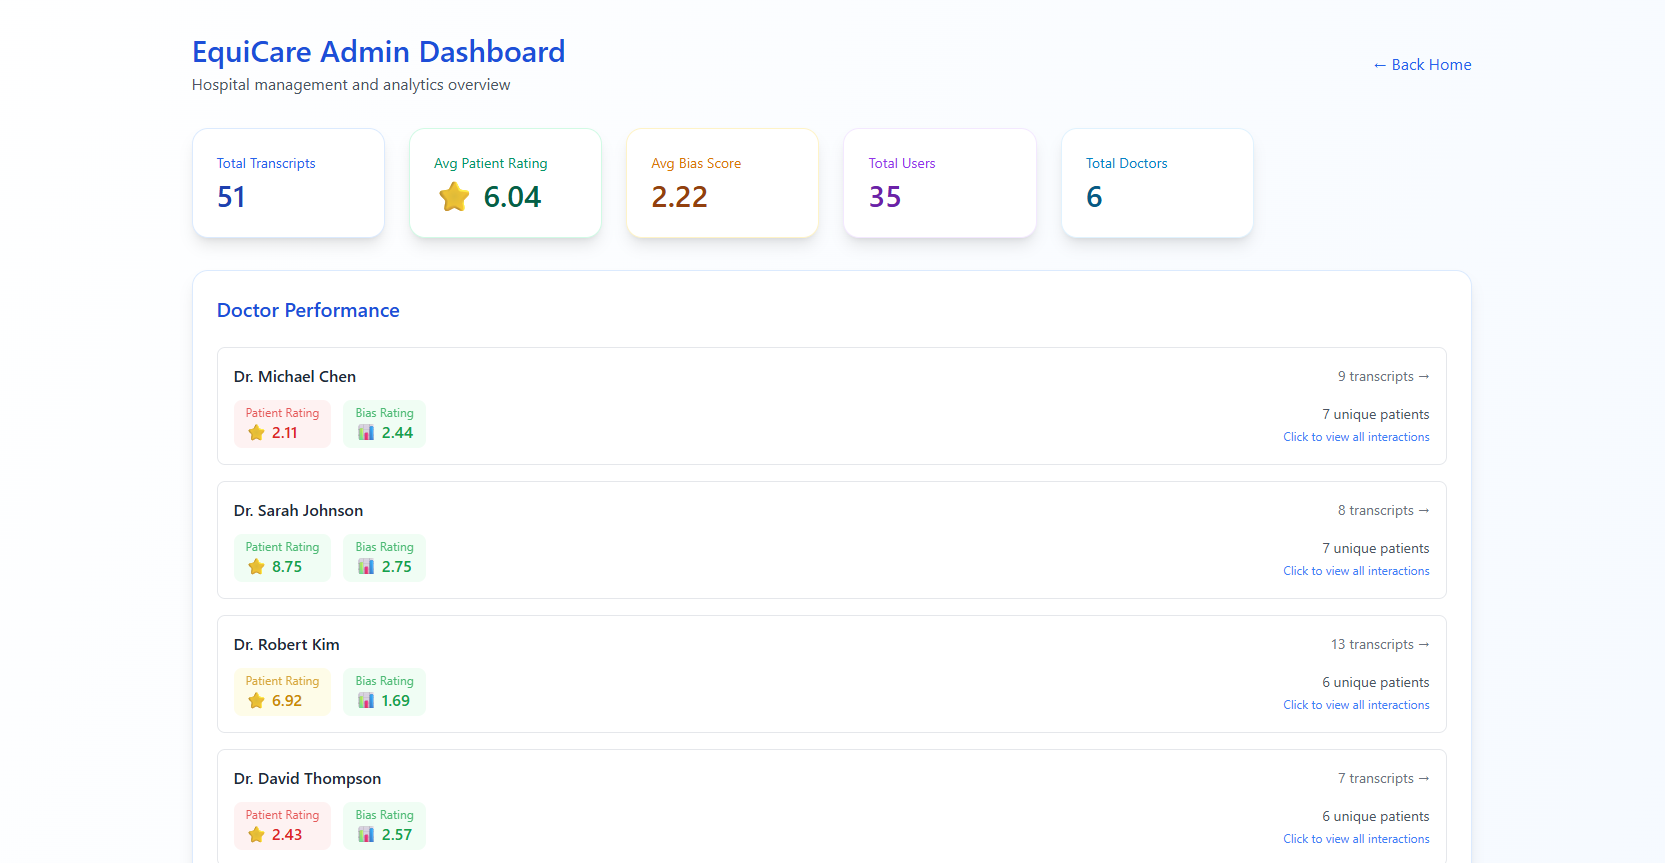 EquiCare Admin Dashboard
Hospital management and analytics overview
← Back Home
Total Transcripts
51
Avg Patient Rating
⭐ 6.04
Avg Bias Score
2.22
Total Users
35
Total Doctors
6
Doctor Performance
Dr. Michael Chen
9 transcripts →
Patient Rating
⭐ 2.11
Bias Rating
📊 2.44
7 unique patients
Click to view all interactions
Dr. Sarah Johnson
8 transcripts →
Patient Rating
⭐ 8.75
Bias Rating
📊 2.75
7 unique patients
Click to view all interactions
Dr. Robert Kim
13 transcripts →
Patient Rating
⭐ 6.92
Bias Rating
📊 1.69
6 unique patients
Click to view all interactions
Dr. David Thompson
7 transcripts →
Patient Rating
⭐ 2.43
Bias Rating
📊 2.57
6 unique patients
Click to view all interactions